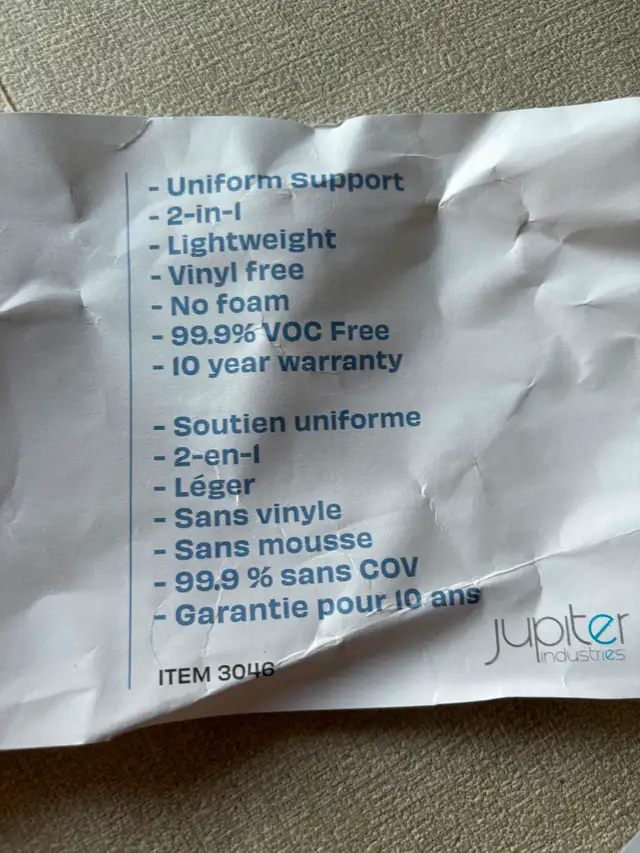 - Uniform support
- 2-in-1
- Lightweight
- Vinyl free
- No foam
- 99.9% VOC Free
- 10 year warranty
- Soutien uniforme
- 2-en-1
- Léger
- Sans vinyle
- Sans mousse
- 99.9 % sans COV
- Garantie pour 10 ans
ITEM 3046
jupiter
industries